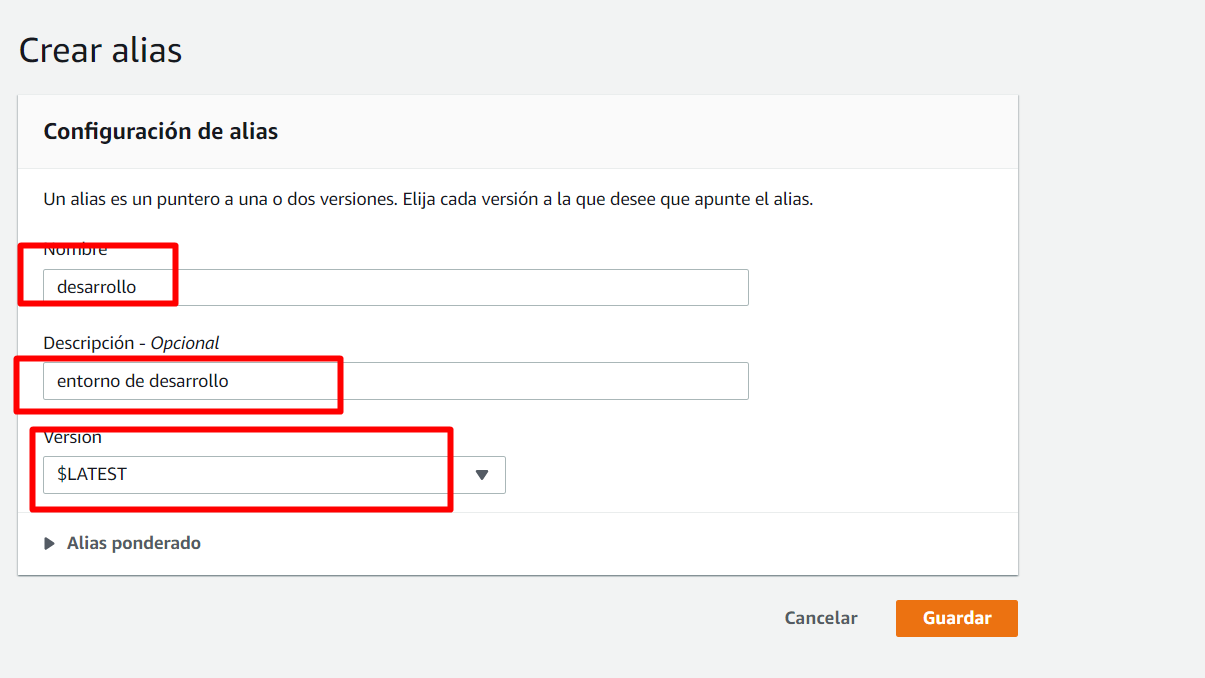 Crear alias
Configuración de alias
Un alias es un puntero a una o dos versiones. Elija cada versión a la que desee que apunte el alias.
Nombre
desarrollo
Descripción - Opcional
entorno de desarrollo
Versión
$LATEST
Alias ponderado
Cancelar
Guardar